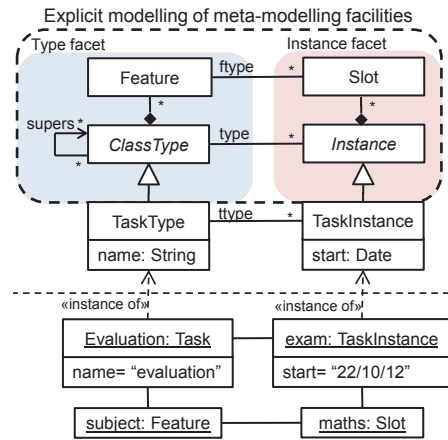 Explicit modelling of meta-modelling facilities
Type facet
Instance facet
Feature
ftype
*
Slot
*
*
supers
*
*
ClassType
type
*
Instance
TaskType
name: String
ttype
*
TaskInstance
start: Date
«instance of»
«instance of»
Evaluation: Task
name= “evaluation”
exam: TaskInstance
start= “22/10/12”
subject: Feature
maths: Slot